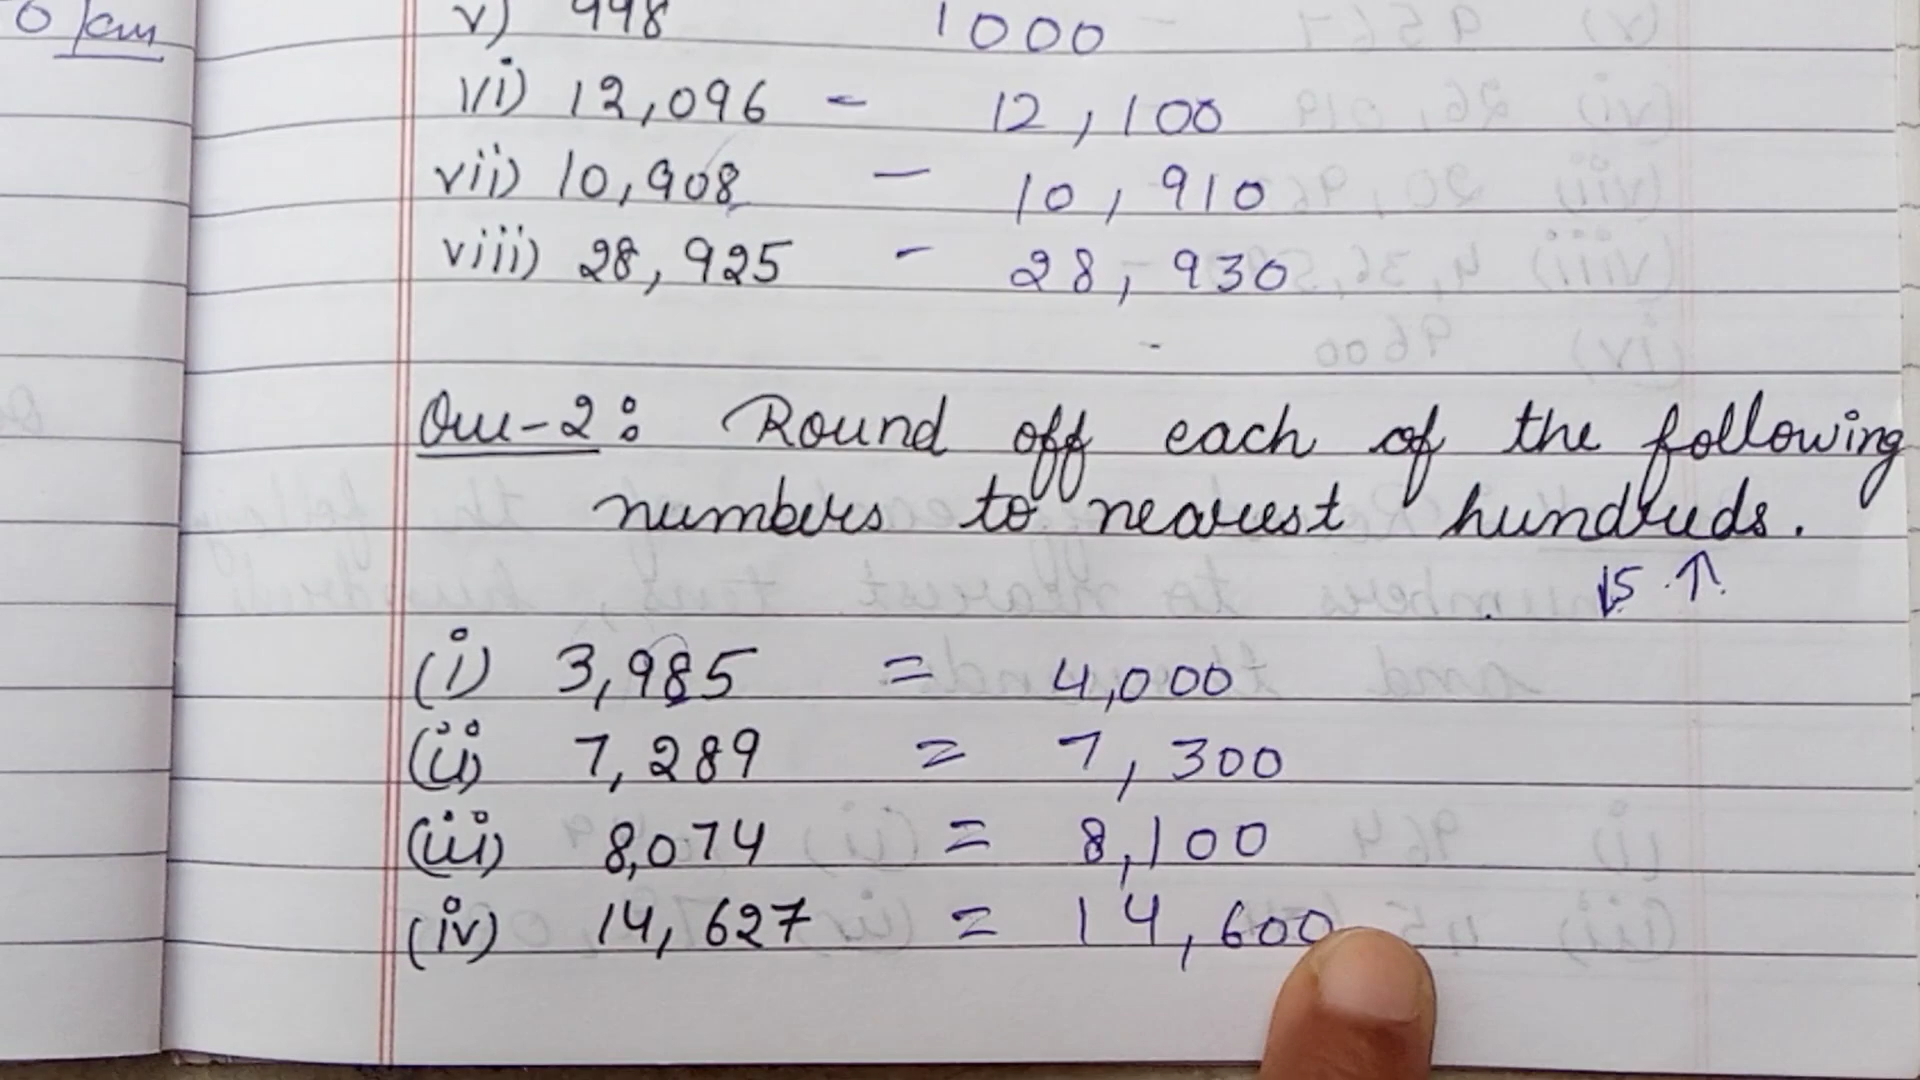 0 km
v) 998 1000
vi) 12,096 - 12,100
vii) 10,908 - 10,910
viii) 28,925 - 28,930
Que-2: Round off each of the following
numbers to nearest hundreds.
↓5 ↑
(i) 3,985 = 4,000
(ii) 7,289 = 7,300
(iii) 8,074 = 8,100
(iv) 14,627 = 14,600